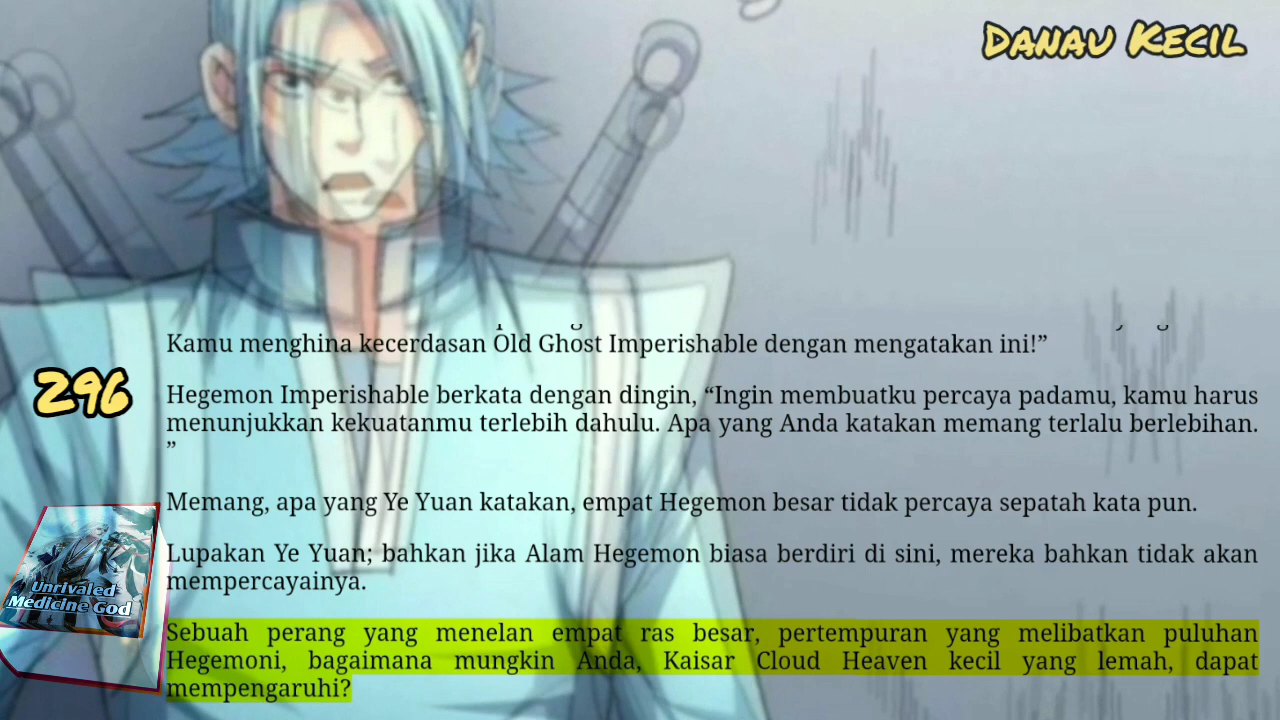 Danau Kecil
Kamu menghina kecerdasan Old Ghost Imperishable dengan mengatakan ini!”
296
Hegemon Imperishable berkata dengan dingin, “Ingin membuatku percaya padamu, kamu harus
menunjukkan kekuatanmu terlebih dahulu. Apa yang Anda katakan memang terlalu berlebihan.
”
Memang, apa yang Ye Yuan katakan, empat Hegemon besar tidak percaya sepatah kata pun.
Lupakan Ye Yuan; bahkan jika Alam Hegemon biasa berdiri di sini, mereka bahkan tidak akan
mempercayainya.
Unrivaled
Medicine God
Sebuah perang yang menelan empat ras besar, pertempuran yang melibatkan puluhan
Hegemoni, bagaimana mungkin Anda, Kaisar Cloud Heaven kecil yang lemah, dapat
mempengaruhi?